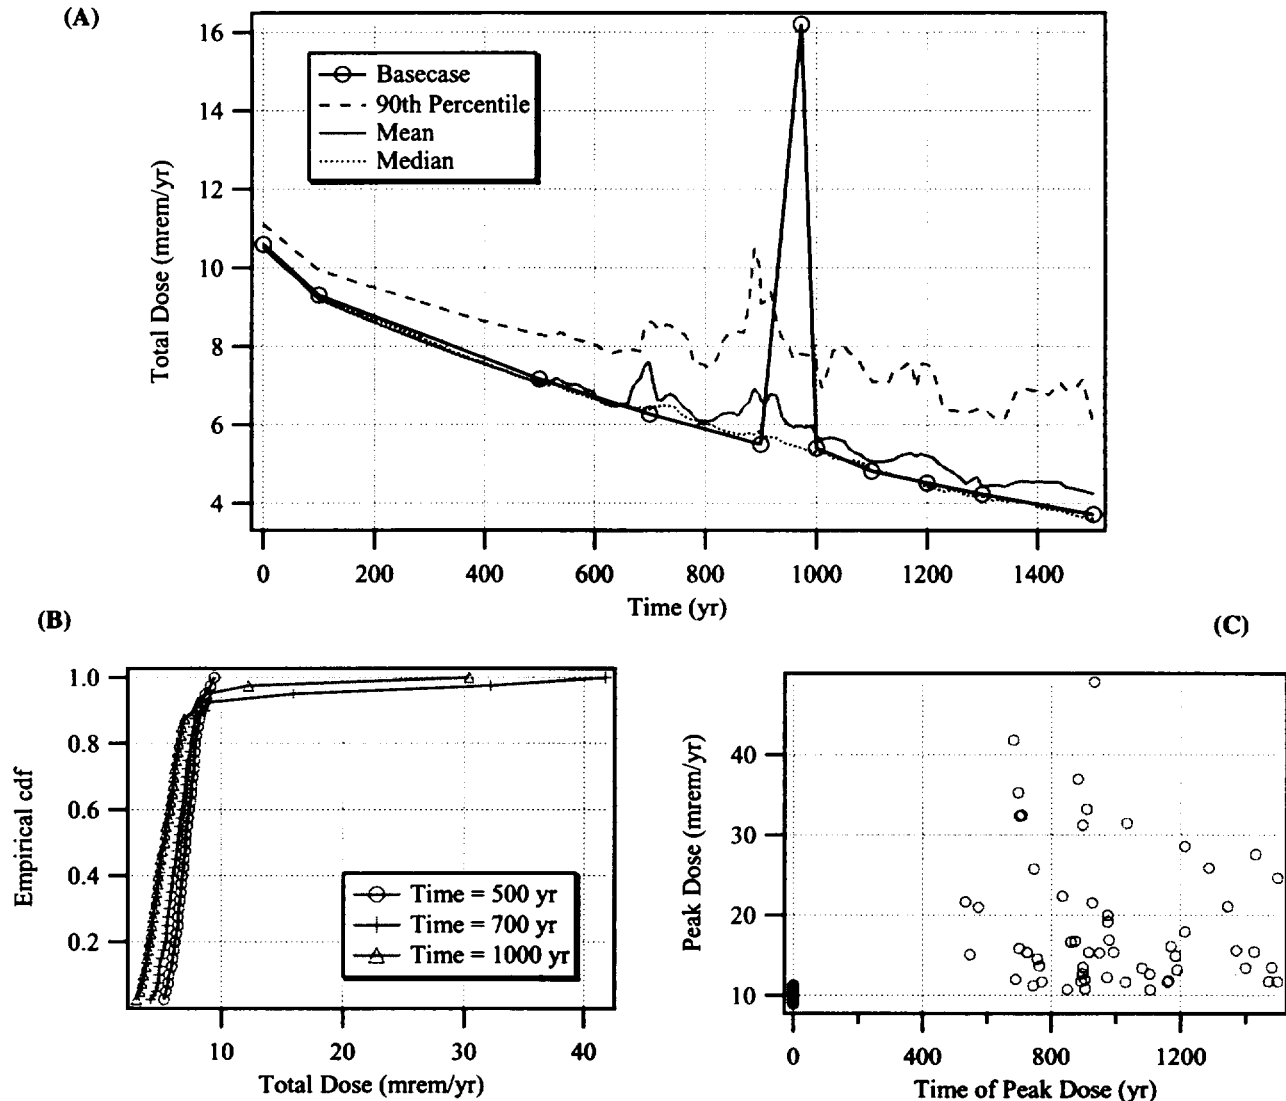 (A)
16
14
12
10
8
6
4
Total Dose (mrem/yr)
Basecase
90th Percentile
Mean
Median
0 200 400 600 800 1000 1200 1400
Time (yr)
(B)
1.0
0.8
0.6
0.4
0.2
Empirical cdf
Time = 500 yr
Time = 700 yr
Time = 1000 yr
10 20 30 40
Total Dose (mrem/yr)
(C)
40
30
20
10
Peak Dose (mrem/yr)
0 400 800 1200
Time of Peak Dose (yr)